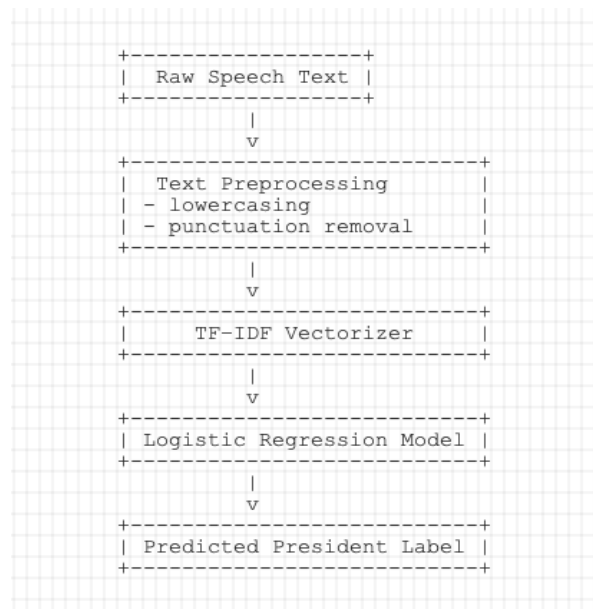 +------------------+
|  Raw Speech Text |
+------------------+
|
v
+---------------------------+
|  Text Preprocessing       |
| - lowercasing             |
| - punctuation removal     |
+---------------------------+
|
v
+---------------------------+
|     TF-IDF Vectorizer     |
+---------------------------+
|
v
+---------------------------+
| Logistic Regression Model |
+---------------------------+
|
v
+---------------------------+
| Predicted President Label |
+---------------------------+